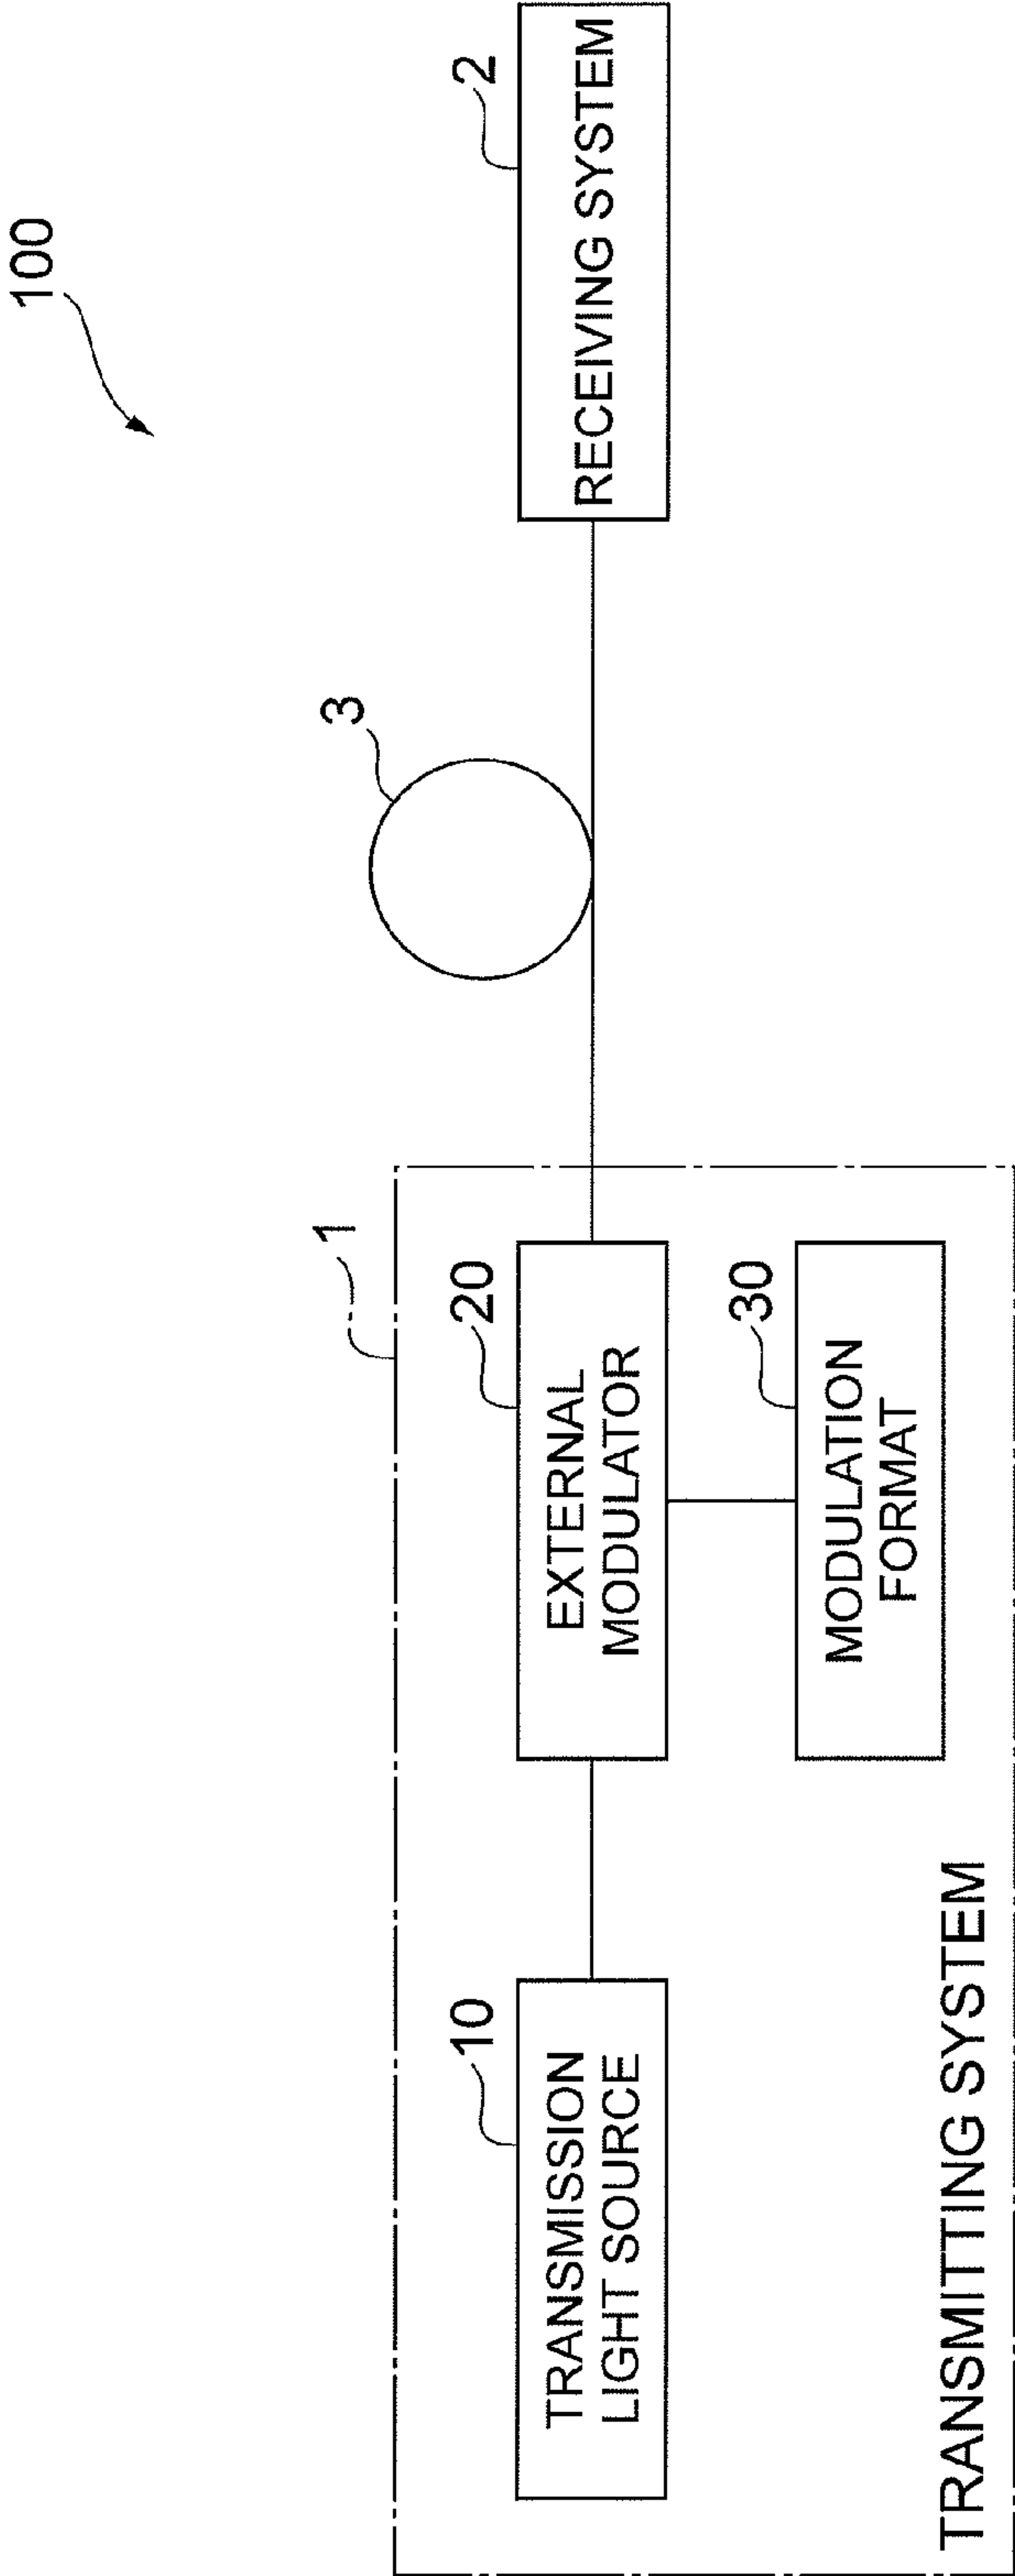 100
1
3
2
10
TRANSMISSION
LIGHT SOURCE
20
EXTERNAL
MODULATOR
RECEIVING SYSTEM
30
MODULATION
FORMAT
TRANSMITTING SYSTEM